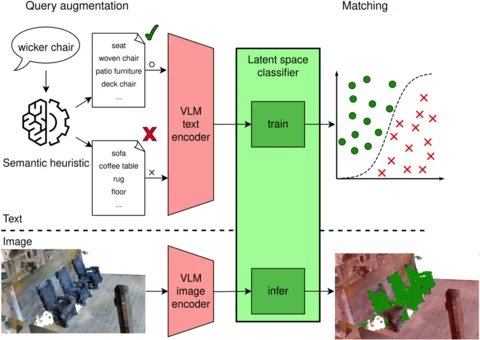 Query augmentation
Matching
wicker chair
seat
woven chair
patio furniture
deck chair
...
Semantic heuristic
sofa
coffee table
rug
floor
...
VLM
text
encoder
Latent space
classifier
train
Text
Image
VLM
image
encoder
infer